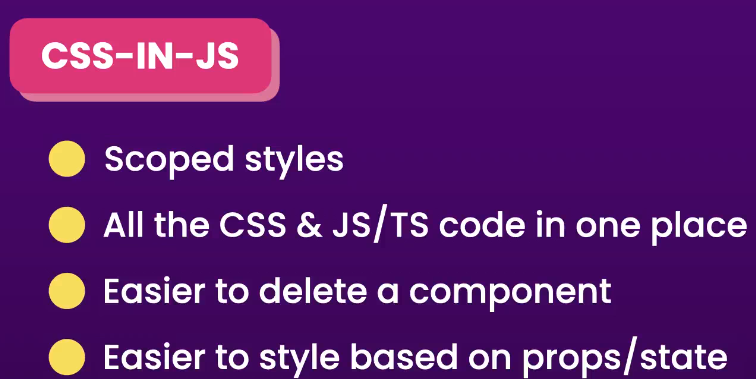 CSS-IN-JS
Scoped styles
All the CSS & JS/TS code in one place
Easier to delete a component
Easier to style based on props/state